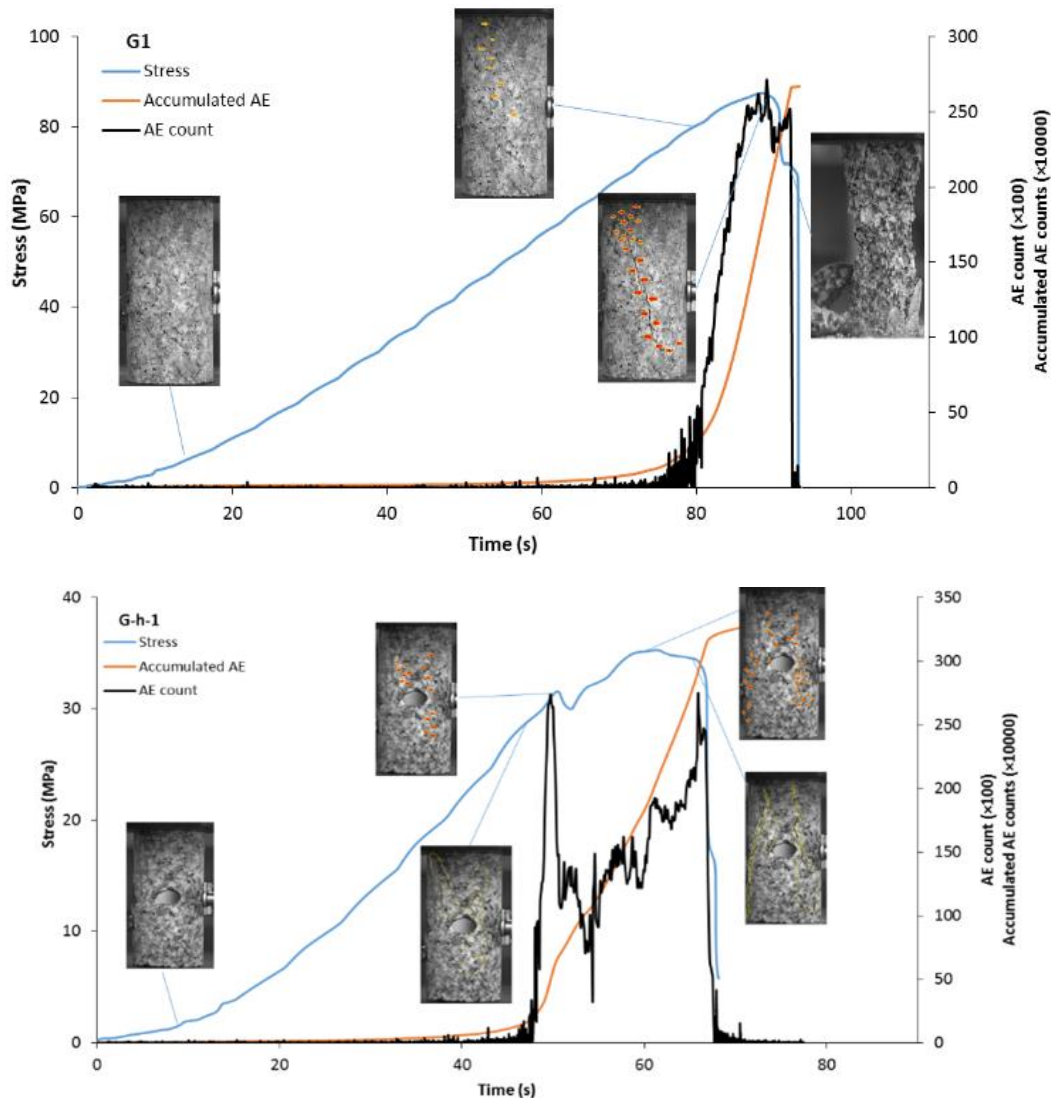 G1
Stress
Accumulated AE
AE count
100
80
60
40
20
0
Stress (MPa)
300
250
200
150
100
50
0
AE count (×100)
Accumulated AE counts (×10000)
0 20 40 60 80 100
Time (s)
G-h-1
Stress
Accumulated AE
AE count
40
30
20
10
0
Stress (MPa)
350
300
250
200
150
100
50
0
AE count (×100)
Accumulated AE counts (×10000)
0 20 40 60 80
Time (s)